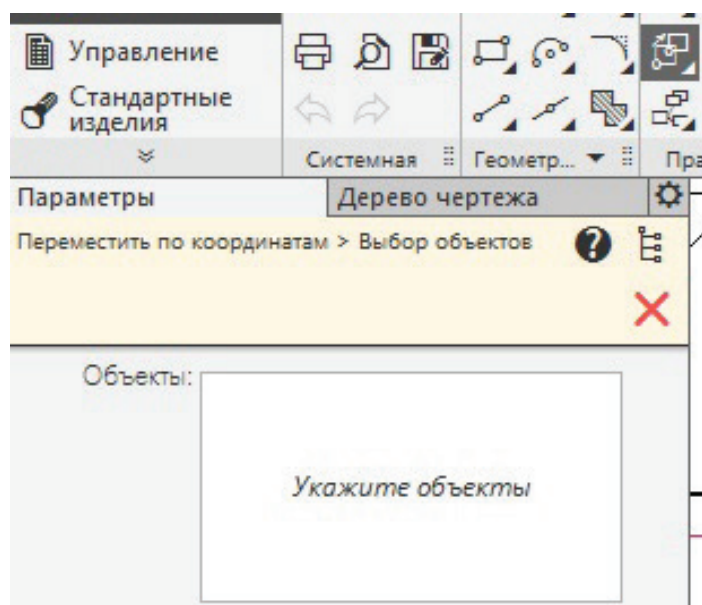 Управление
Стандартные
изделия
Системная
Геометр...
Пра
Параметры
Дерево чертежа
Переместить по координатам > Выбор объектов
Объекты:
Укажите объекты